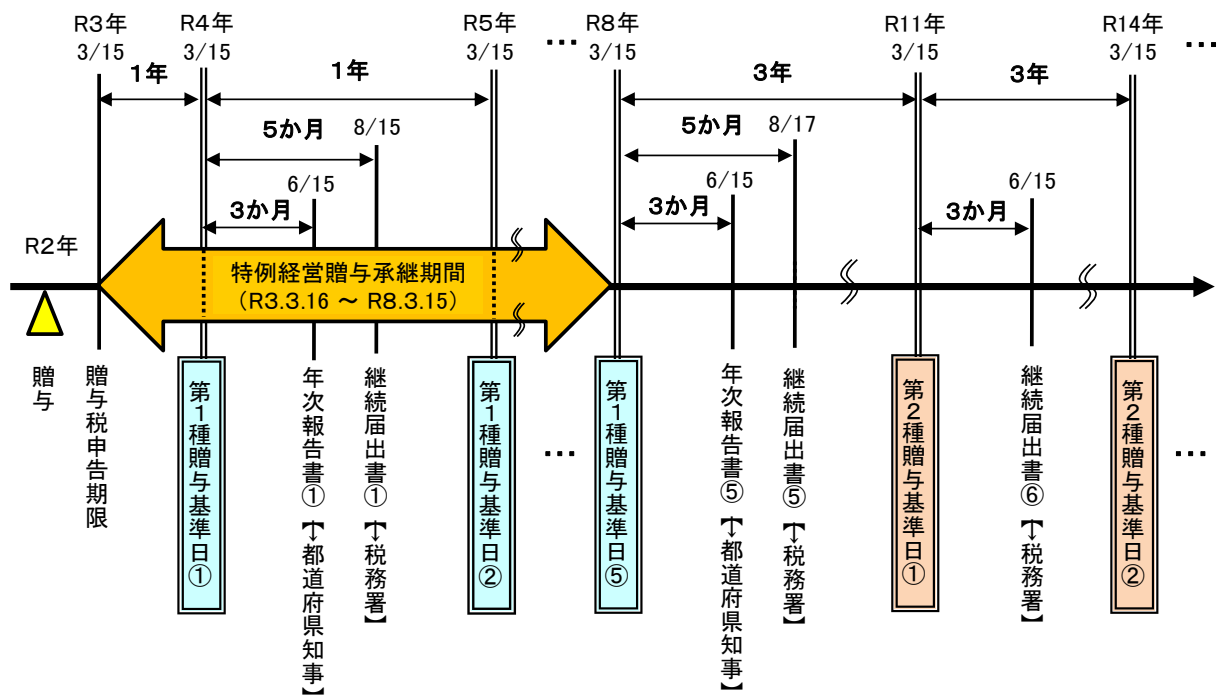 R3年
3/15
R4年
3/15
R5年
3/15
…
R8年
3/15
R11年
3/15
R14年
3/15
…
1年
1年
3年
3年
5か月
8/15
5か月
8/17
6/15
3か月
6/15
3か月
6/15
3か月
R2年
特例経営贈与承継期間
(R3.3.16 ～ R8.3.15)
贈与
贈与税申告期限
第1種贈与基準日①
年次報告書①【→都道府県知事】
継続届出書①【→税務署】
第1種贈与基準日②
…
第1種贈与基準日⑤
年次報告書⑤【→都道府県知事】
継続届出書⑤【→税務署】
第2種贈与基準日①
継続届出書⑥【→税務署】
第2種贈与基準日②
…